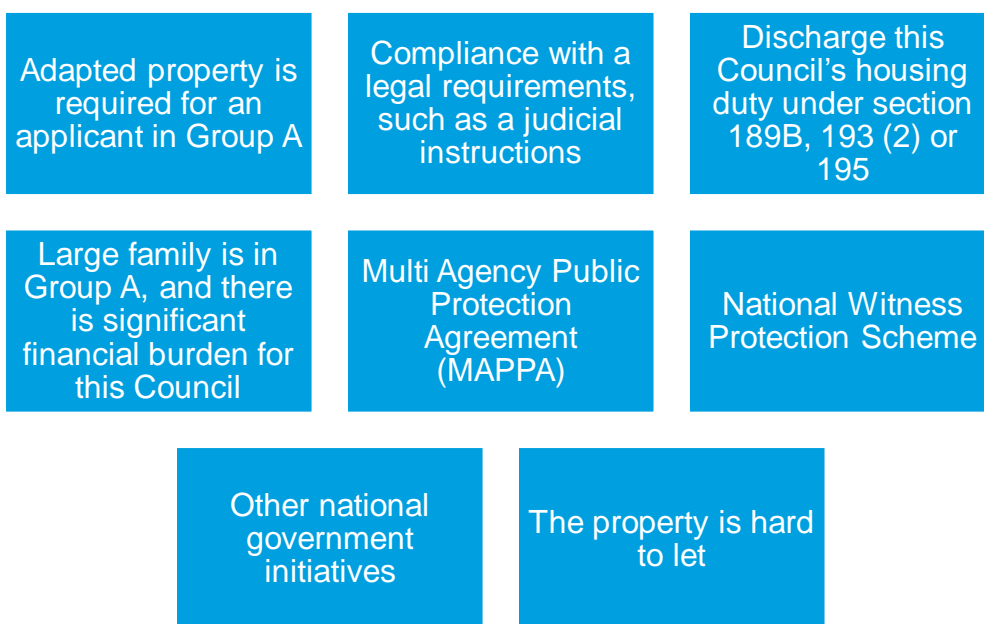 Adapted property is
required for an
applicant in Group A
Compliance with a
legal requirements,
such as a judicial
instructions
Discharge this
Council’s housing
duty under section
189B, 193 (2) or
195
Large family is in
Group A, and there
is significant
financial burden for
this Council
Multi Agency Public
Protection
Agreement
(MAPPA)
National Witness
Protection Scheme
Other national
government
initiatives
The property is hard
to let